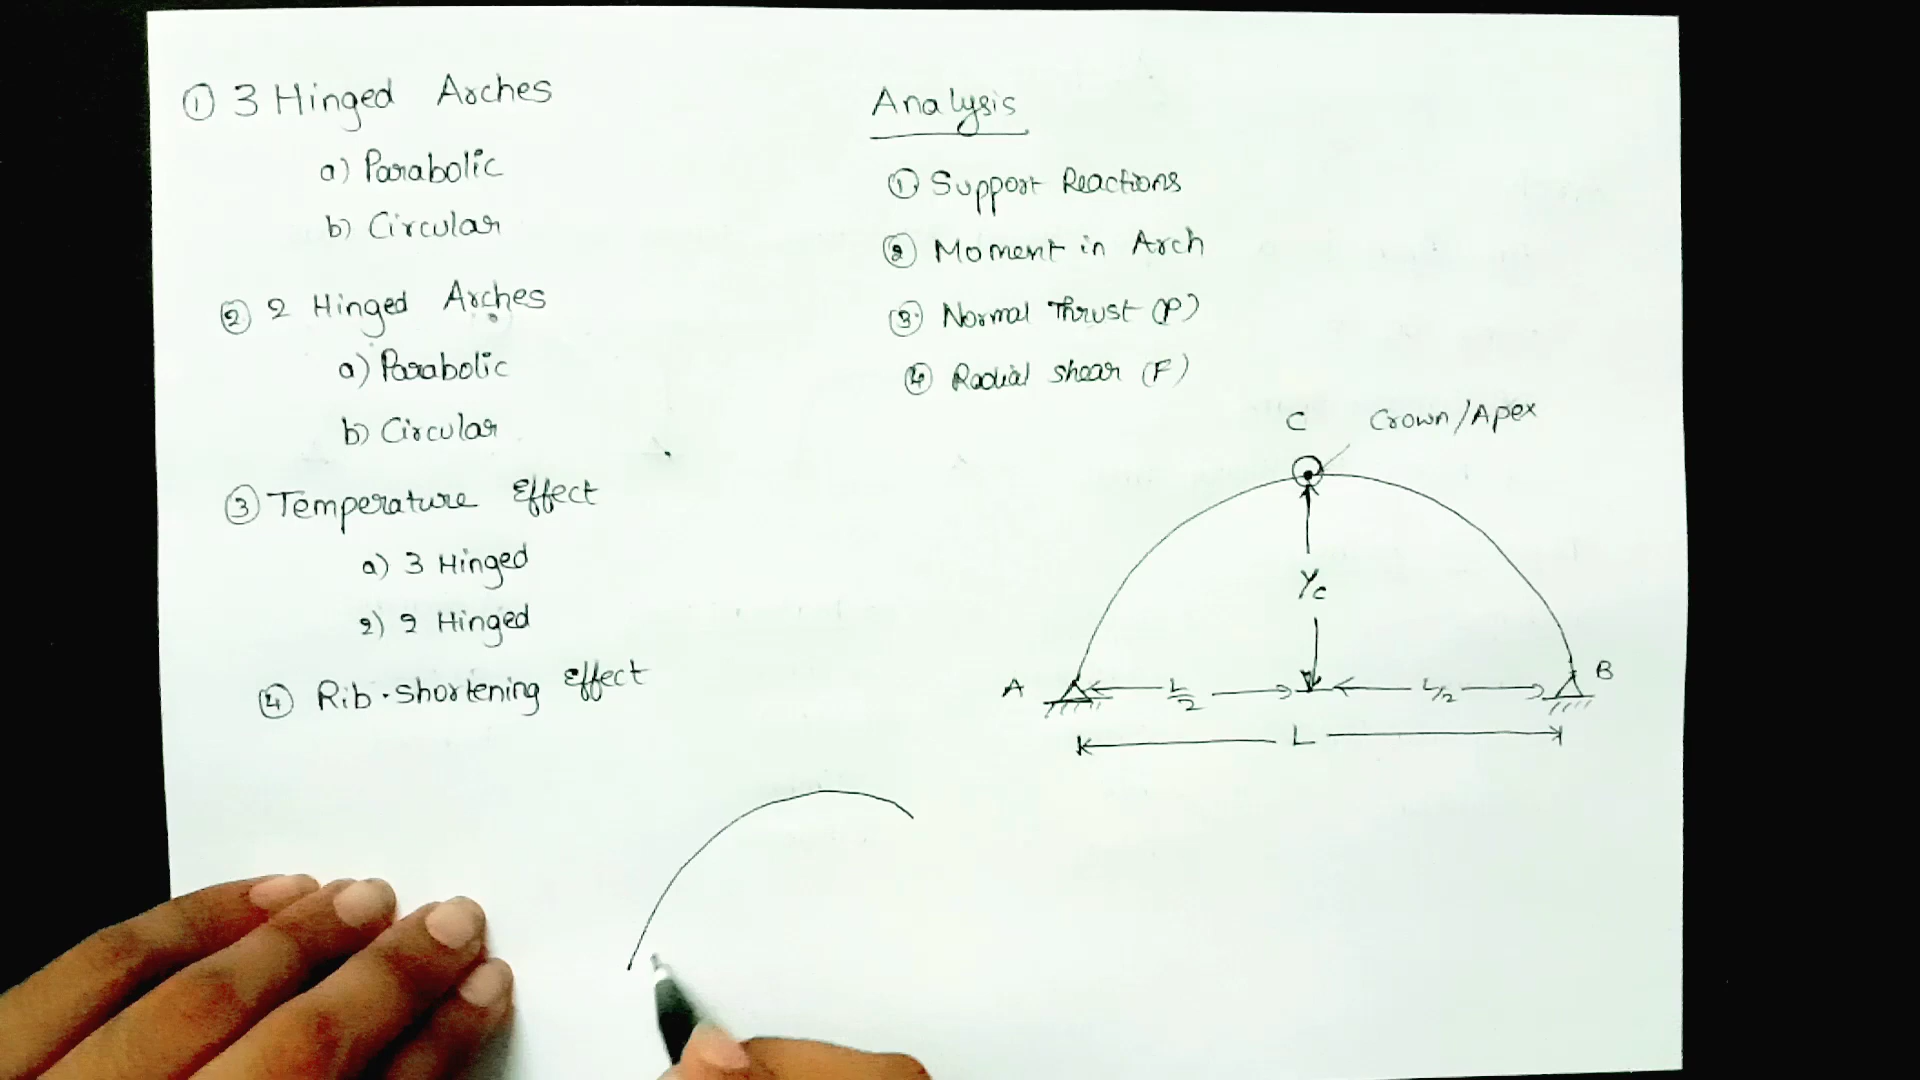 ① 3 Hinged Arches
a) Parabolic
b) Circular
② 2 Hinged Arches
a) Parabolic
b) Circular
③ Temperature Effect
a) 3 Hinged
2) 2 Hinged
④ Rib-shortening effect
Analysis
① Support Reactions
② Moment in Arch
③ Normal Thrust (P)
④ Radial shear (F)
C Crown/Apex
Yc
A L/2 L/2 B
L